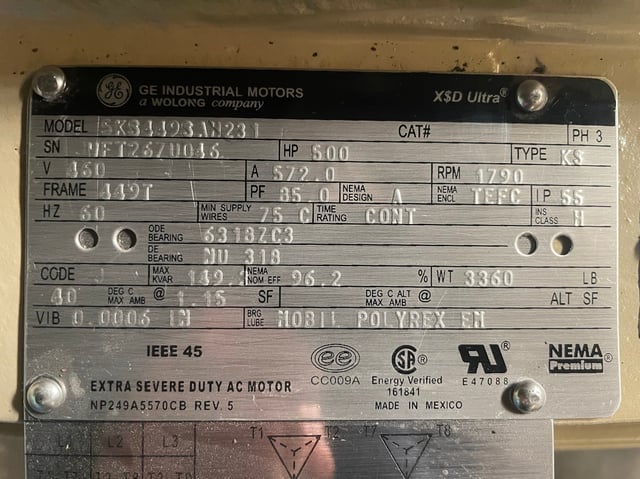 GE INDUSTRIAL MOTORS
a WOLONG company
X$D Ultra®
MODEL CAT# PH 3
SN HP 500 TYPE KS
V 460 A 572.0 RPM 1790
FRAME 449T PF 85.0 NEMA DESIGN A NEMA ENCL TEFC IP 55
HZ 60 MIN SUPPLY WIRES 75 C TIME RATING CONT INS CLASS H
ODE BEARING 6318ZC3
DE BEARING NU 318
CODE MAX KVAR NEMA NOM EFF 96.2 % WT 3360 LB
40 DEG C MAX AMB @ 1.15 SF DEG C ALT MAX AMB @ ALT SF
VIB 0.0006 IN BRG LUBE MOBIL POLYREX EM
IEEE 45
ee
CC009A
SA ®
Energy Verified
161841
RU ®
E47088
NEMA
Premium®
EXTRA SEVERE DUTY AC MOTOR
NP249A5570CB REV. 5
MADE IN MEXICO
L1 L2 L3
T1 T2 T7 T8